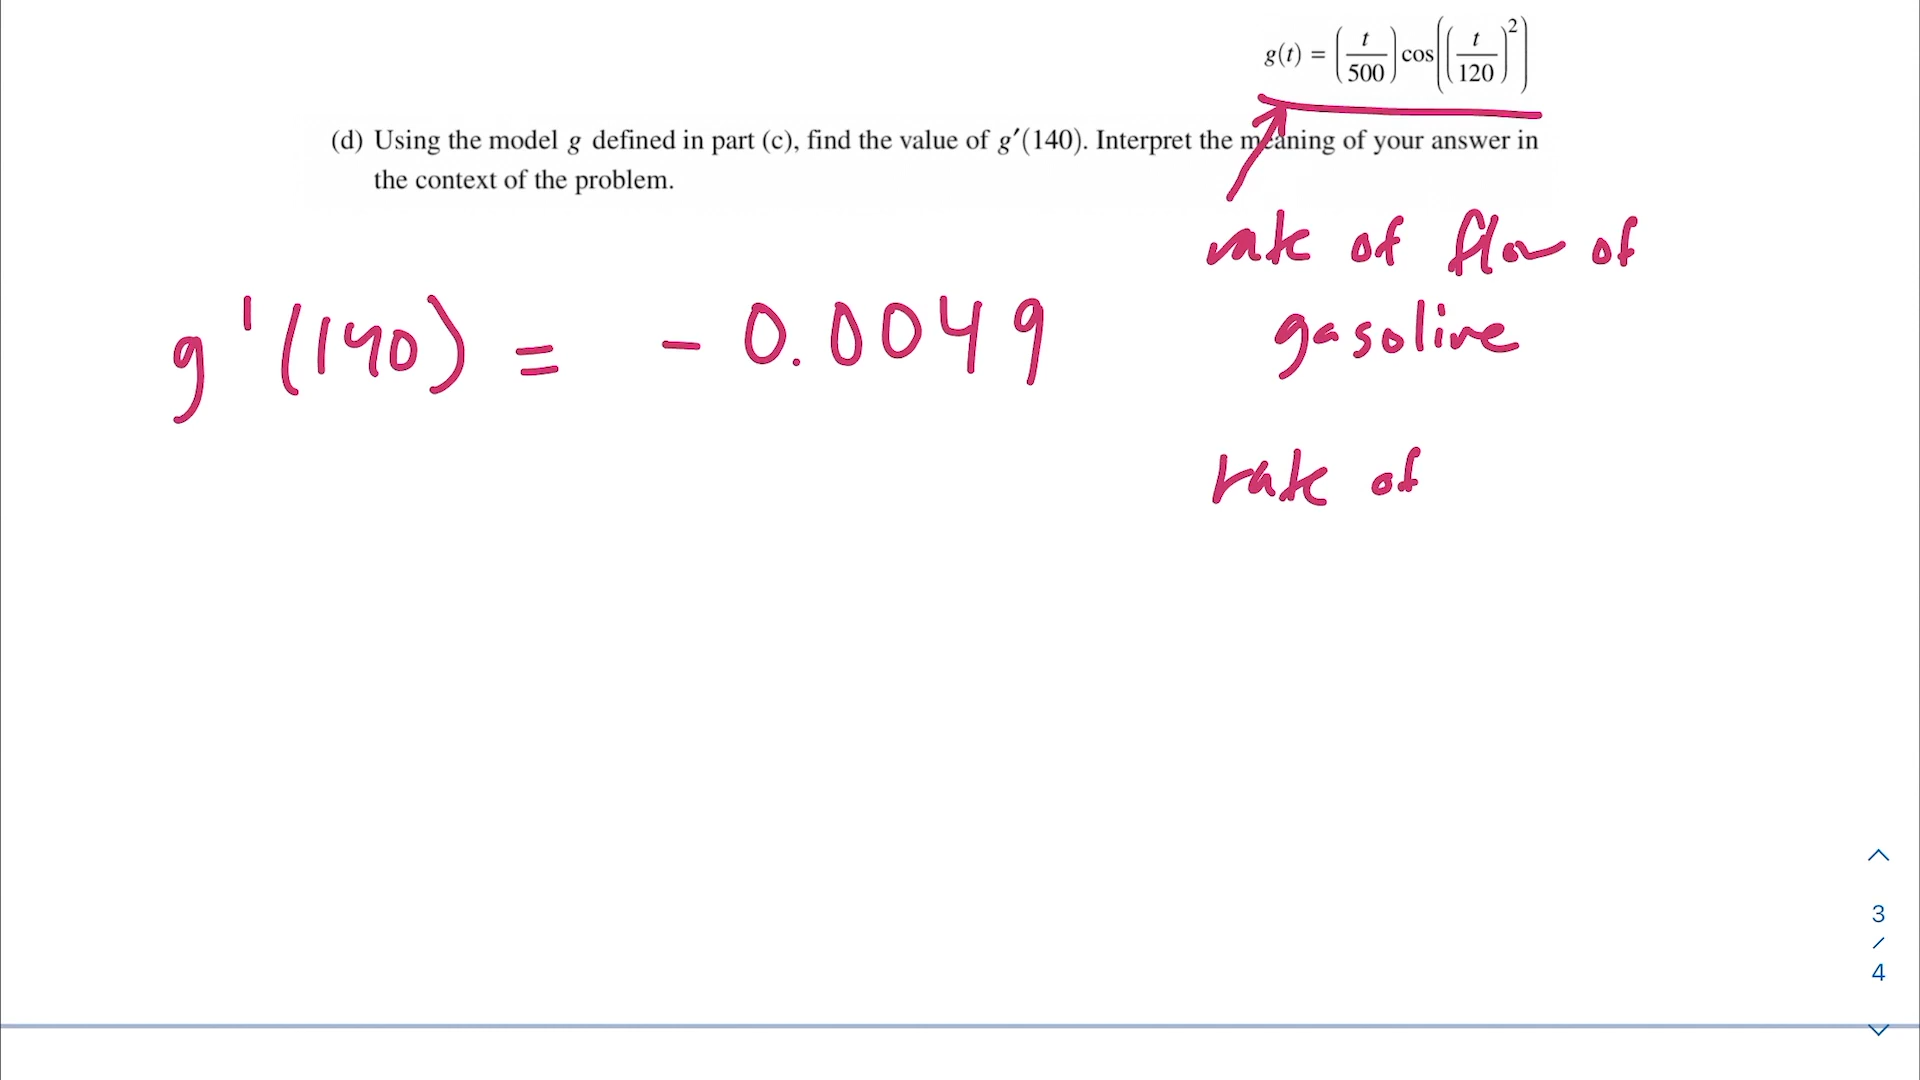 g(t) = (t/500) cos((t/120)²)
(d) Using the model g defined in part (c), find the value of g′(140). Interpret the meaning of your answer in
the context of the problem.
rate of flow of
gasoline
g'(140) = - 0.0049
rate of
3
/
4